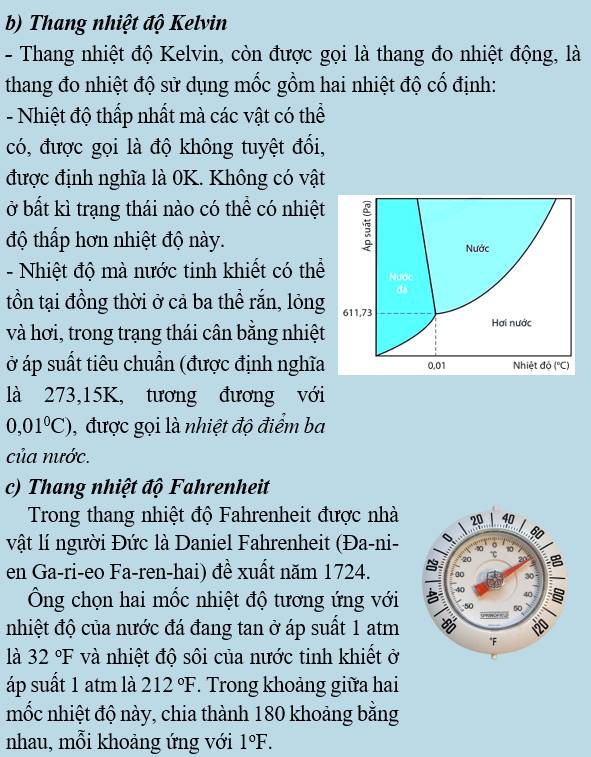 b) Thang nhiệt độ Kelvin
- Thang nhiệt độ Kelvin, còn được gọi là thang đo nhiệt động, là
thang đo nhiệt độ sử dụng mốc gồm hai nhiệt độ cố định:
- Nhiệt độ thấp nhất mà các vật có thể
có, được gọi là độ không tuyệt đối,
được định nghĩa là 0K. Không có vật
ở bất kì trạng thái nào có thể có nhiệt
độ thấp hơn nhiệt độ này.
- Nhiệt độ mà nước tinh khiết có thể
tồn tại đồng thời ở cả ba thể rắn, lỏng
và hơi, trong trạng thái cân bằng nhiệt
ở áp suất tiêu chuẩn (được định nghĩa
là 273,15K, tương đương với
0,01⁰C), được gọi là nhiệt độ điểm ba
của nước.
Áp suất (Pa)
Nước
Nước
đá
611,73
Hơi nước
0,01
Nhiệt độ (°C)
c) Thang nhiệt độ Fahrenheit
Trong thang nhiệt độ Fahrenheit được nhà
vật lí người Đức là Daniel Fahrenheit (Đa-ni-
en Ga-ri-eo Fa-ren-hai) đề xuất năm 1724.
Ông chọn hai mốc nhiệt độ tương ứng với
nhiệt độ của nước đá đang tan ở áp suất 1 atm
là 32 ºF và nhiệt độ sôi của nước tinh khiết ở
áp suất 1 atm là 212 ºF. Trong khoảng giữa hai
mốc nhiệt độ này, chia thành 180 khoảng bằng
nhau, mỗi khoảng ứng với 1ºF.
0 20 40 60 80 100 120
-60 -40 -20
-50 40 30 20 -10 0 10 20 30 40 50
°C
SPRINGFIELD
°F